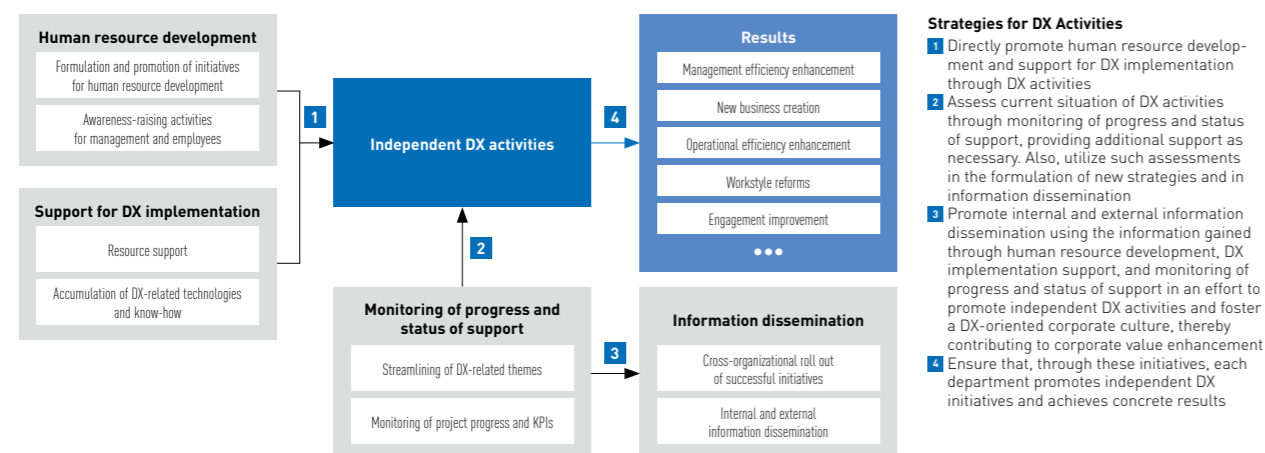 Human resource development
Formulation and promotion of initiatives
for human resource development
Awareness-raising activities
for management and employees
Support for DX implementation
Resource support
Accumulation of DX-related technologies
and know-how
1
Independent DX activities
2
Monitoring of progress and
status of support
Streamlining of DX-related themes
Monitoring of project progress and KPIs
4
Results
Management efficiency enhancement
New business creation
Operational efficiency enhancement
Workstyle reforms
Engagement improvement
●●●
3
Information dissemination
Cross-organizational roll out
of successful initiatives
Internal and external
information dissemination
Strategies for DX Activities
1 Directly promote human resource develop-
ment and support for DX implementation
through DX activities
2 Assess current situation of DX activities
through monitoring of progress and status
of support, providing additional support as
necessary. Also, utilize such assessments
in the formulation of new strategies and in
information dissemination
3 Promote internal and external information
dissemination using the information gained
through human resource development, DX
implementation support, and monitoring of
progress and status of support in an effort to
promote independent DX activities and foster
a DX-oriented corporate culture, thereby
contributing to corporate value enhancement
4 Ensure that, through these initiatives, each
department promotes independent DX
initiatives and achieves concrete results